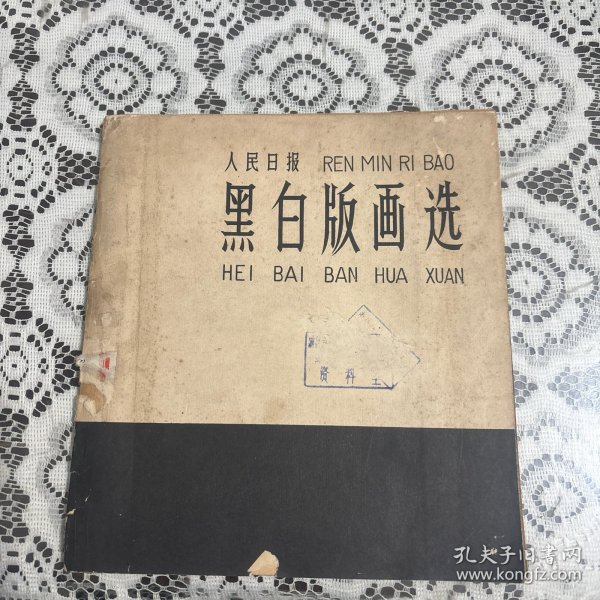 人民日报 REN MIN RI BAO
黑白版画选
HEI BAI BAN HUA XUAN
资料
孔夫子旧书网
www.kongfz.com